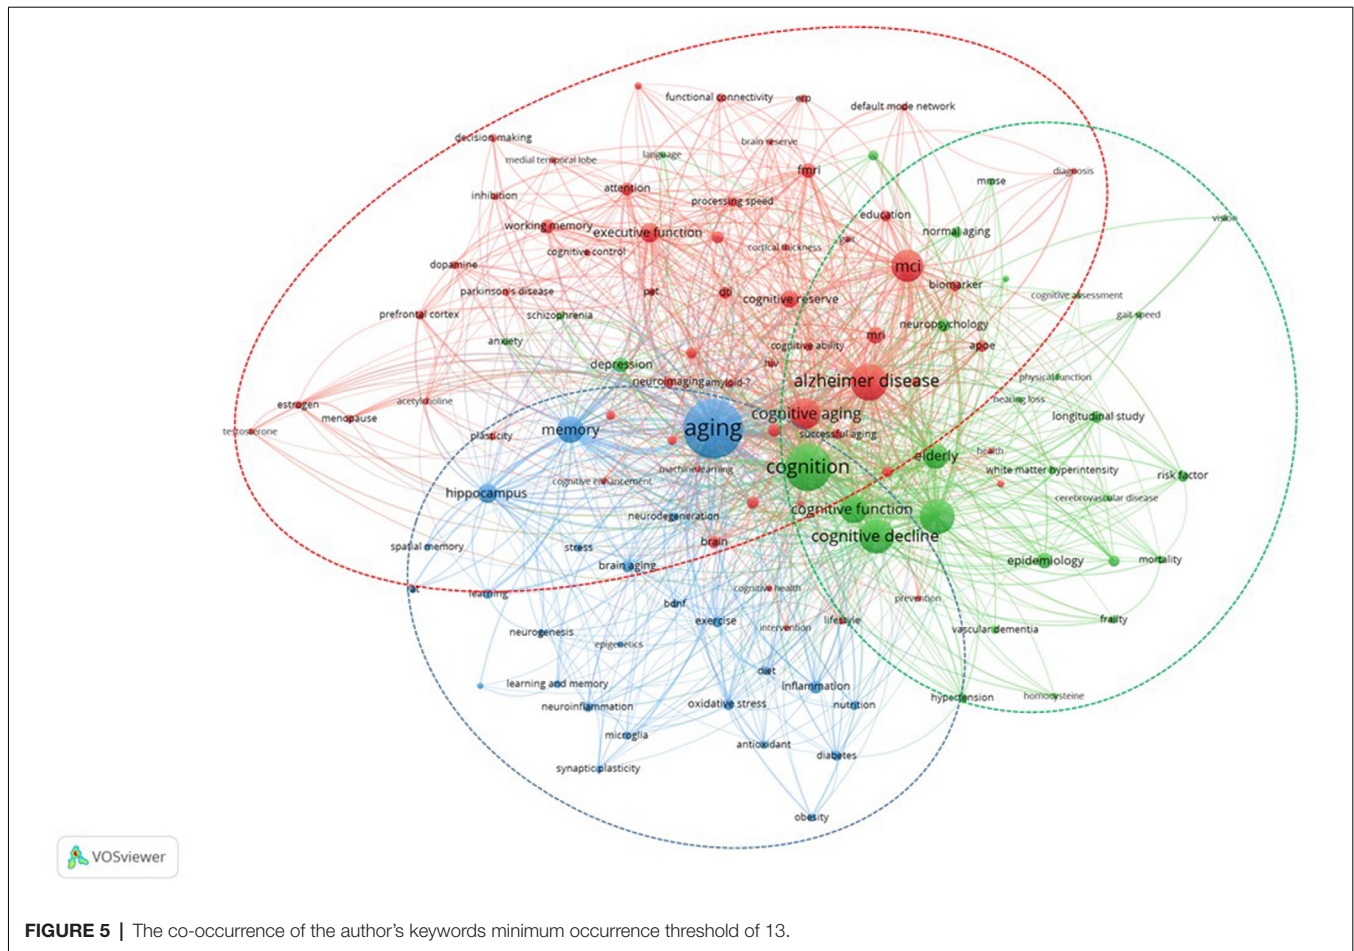 functional connectivity
erp
default mode network
decision making
brain reserve
medial temporal lobe
language
fmri
diagnosis
mmse
attention
inhibition
processing speed
education
vision
working memory
executive function
normal aging
gait
cortical thickness
cognitive control
dopamine
mci
biomarker
parkinson's disease
pet
dti
cognitive reserve
cognitive assessment
prefrontal cortex
schizophrenia
gait speed
neuropsychology
anxiety
mri
cognitive ability
apoe
depression
hiv
neuroimaging
amyloid-?
alzheimer disease
physical function
estrogen
acetylcholine
hearing loss
menopause
cognitive aging
longitudinal study
testosterone
plasticity
memory
aging
successful aging
health
elderly
machine learning
cognition
white matter hyperintensity
risk factor
cognitive enhancement
hippocampus
cerebrovascular disease
neurodegeneration
cognitive function
cognitive decline
spatial memory
stress
brain
brain aging
epidemiology
mortality
rat
learning
cognitive health
prevention
bdnf
exercise
lifestyle
frailty
neurogenesis
epigenetics
intervention
vascular dementia
diet
learning and memory
inflammation
hypertension
homocysteine
neuroinflammation
oxidative stress
nutrition
microglia
antioxidant
diabetes
synaptic plasticity
obesity
VOSviewer
FIGURE 5 | The co-occurrence of the author's keywords minimum occurrence threshold of 13.